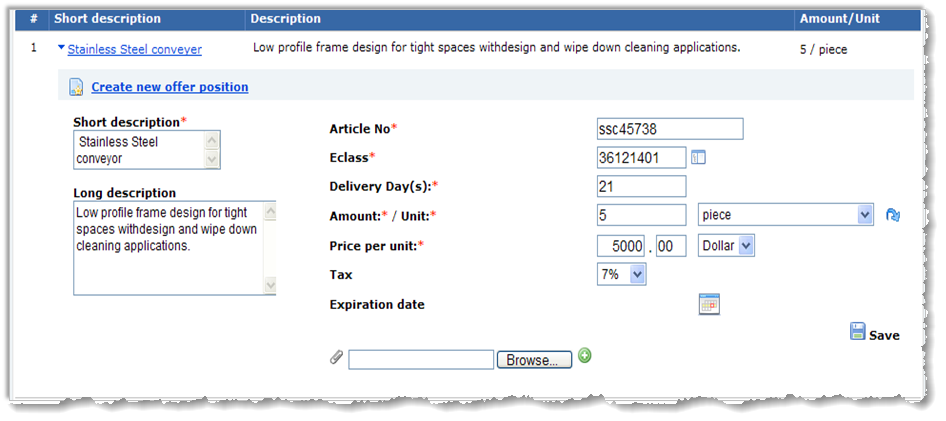 # Short description Description Amount/Unit
1 Stainless Steel conveyer Low profile frame design for tight spaces withdesign and wipe down cleaning applications. 5 / piece
Create new offer position
Short description*
Stainless Steel
conveyor
Long description
Low profile frame design for tight
spaces withdesign and wipe down
cleaning applications.
Article No* ssc45738
Eclass* 36121401
Delivery Day(s):* 21
Amount:* / Unit:* 5 piece
Price per unit:* 5000 . 00 Dollar
Tax 7%
Expiration date
Save
Browse...